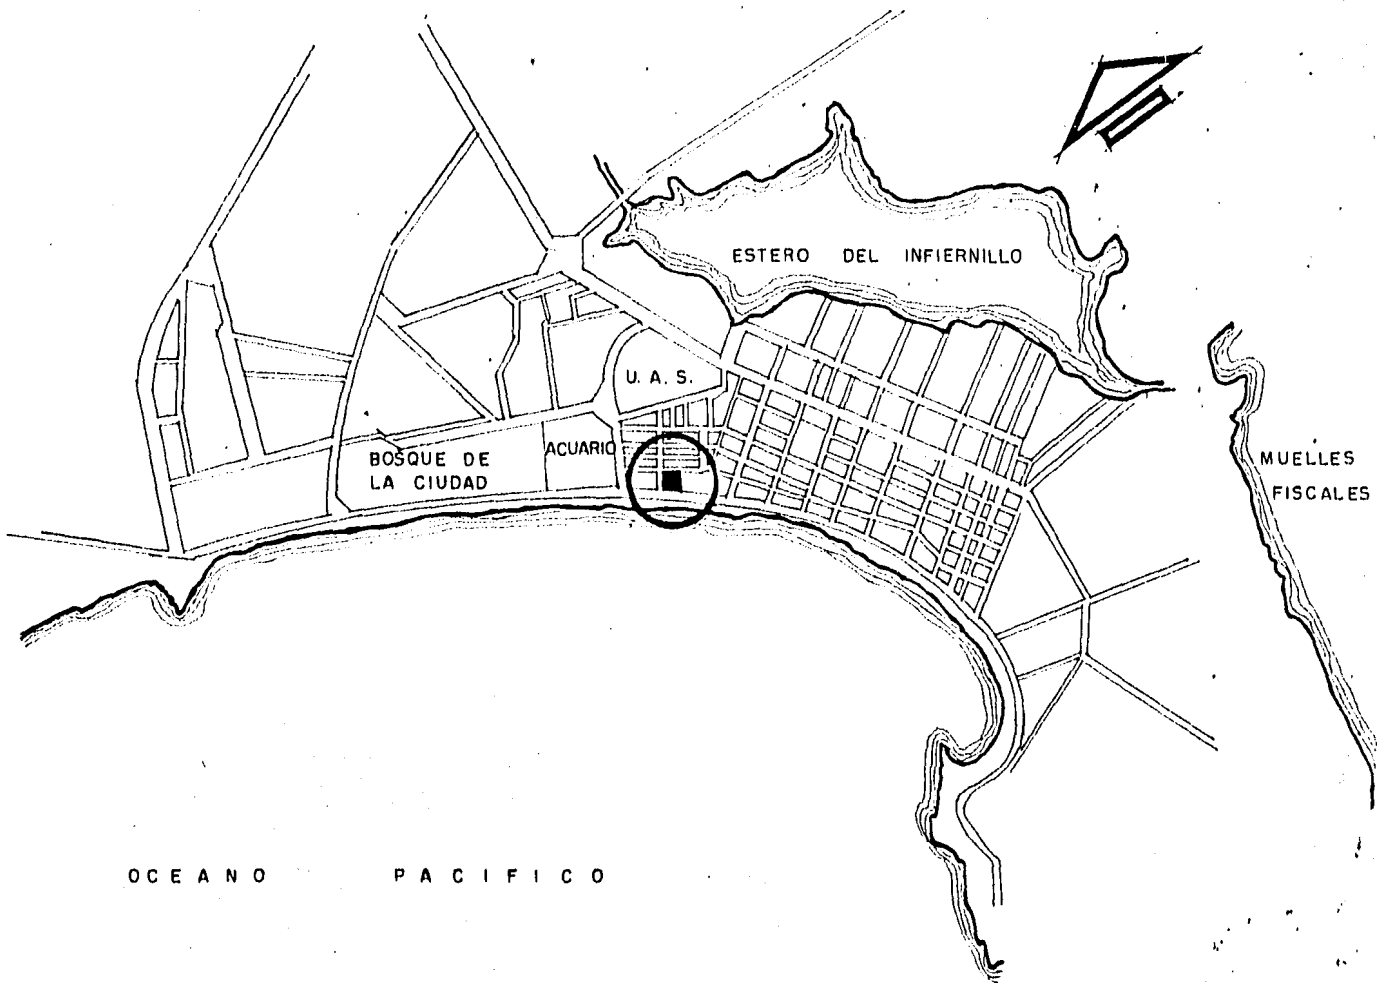 ESTERO DEL INFIERNILLO
U. A. S.
ACUARIO
BOSQUE DE
LA CIUDAD
MUELLES
FISCALES
OCEANO PACIFICO